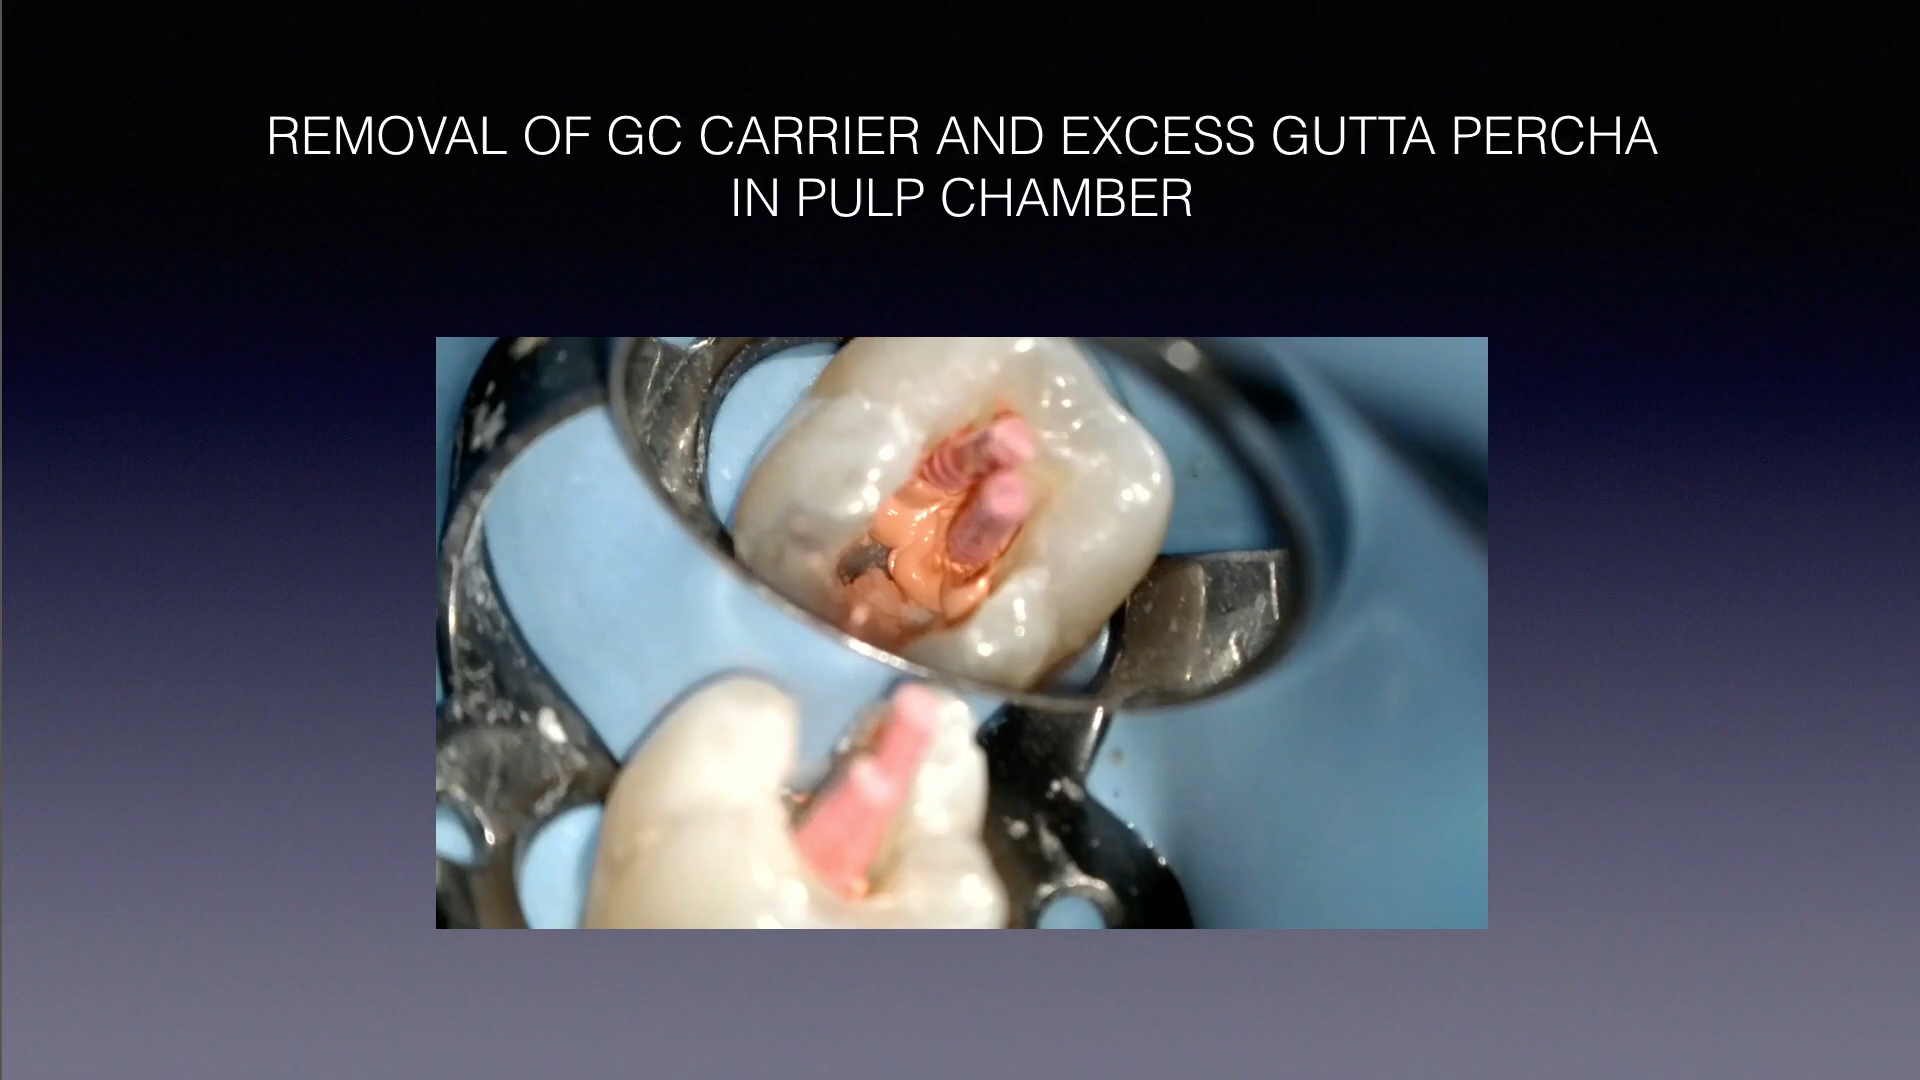 REMOVAL OF GC CARRIER AND EXCESS GUTTA PERCHA
IN PULP CHAMBER